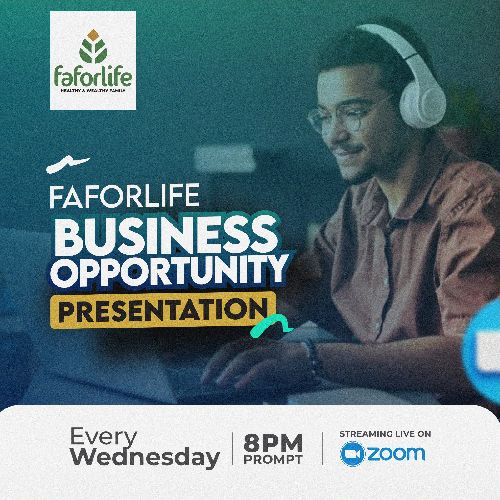 faforlife
HEALTHY & WEALTHY FAMILY
FAFORLIFE
BUSINESS
OPPORTUNITY
PRESENTATION
Every
Wednesday
8PM
PROMPT
STREAMING LIVE ON
zoom